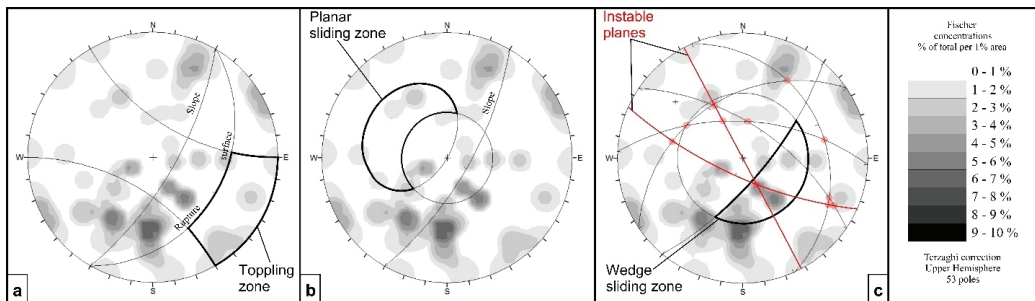 N
W
E
S
Slope
surface
Rupture
Toppling
zone
a
Planar
sliding zone
N
W
E
S
Slope
b
Instable
planes
N
W
E
S
Wedge
sliding zone
c
Fischer
concentrations
% of total per 1% area
0 - 1 %
1 - 2 %
2 - 3 %
3 - 4 %
4 - 5 %
5 - 6 %
6 - 7 %
7 - 8 %
8 - 9 %
9 - 10 %
Terzaghi correction
Upper Hemisphere
53 poles